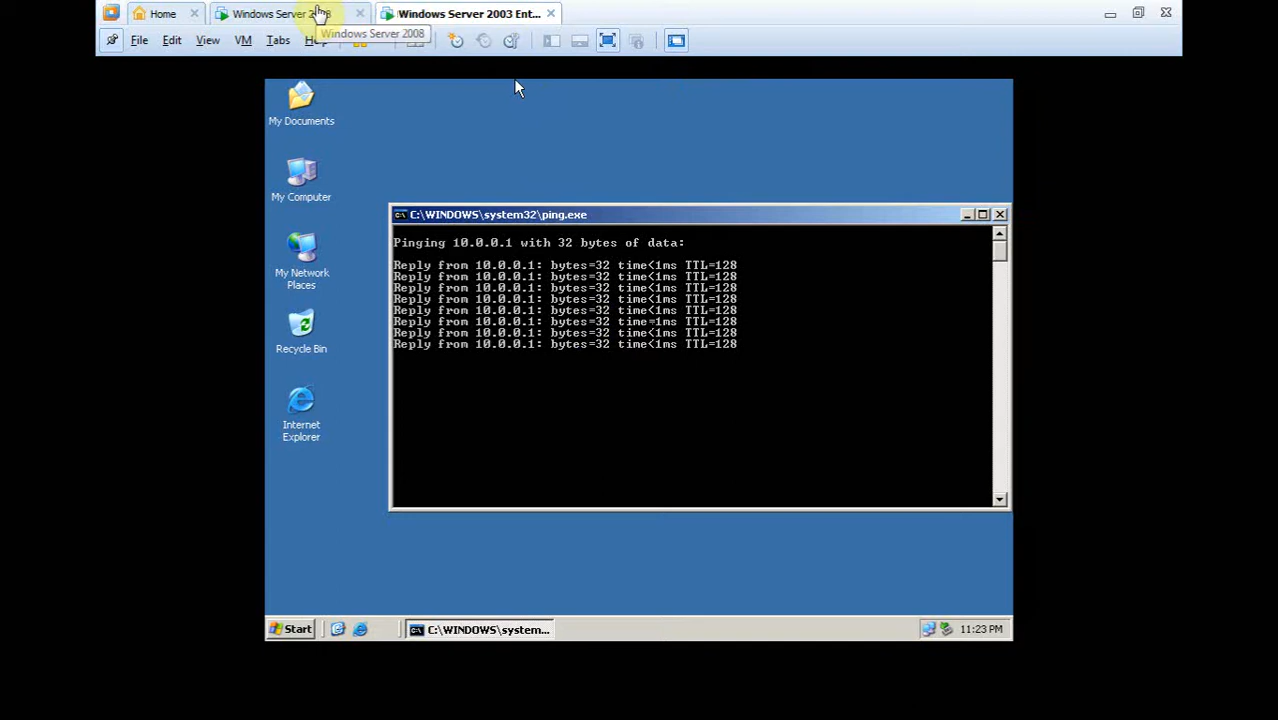 Home
Windows Server 2008
Windows Server 2003 Ent...
File Edit View VM Tabs Help
Windows Server 2008
My Documents
My Computer
My Network
Places
Recycle Bin
Internet
Explorer
C:\WINDOWS\system32\ping.exe
Pinging 10.0.0.1 with 32 bytes of data:
Reply from 10.0.0.1: bytes=32 time<1ms TTL=128
Reply from 10.0.0.1: bytes=32 time<1ms TTL=128
Reply from 10.0.0.1: bytes=32 time<1ms TTL=128
Reply from 10.0.0.1: bytes=32 time<1ms TTL=128
Reply from 10.0.0.1: bytes=32 time<1ms TTL=128
Reply from 10.0.0.1: bytes=32 time=1ms TTL=128
Reply from 10.0.0.1: bytes=32 time<1ms TTL=128
Reply from 10.0.0.1: bytes=32 time<1ms TTL=128
Start
C:\WINDOWS\system...
11:23 PM